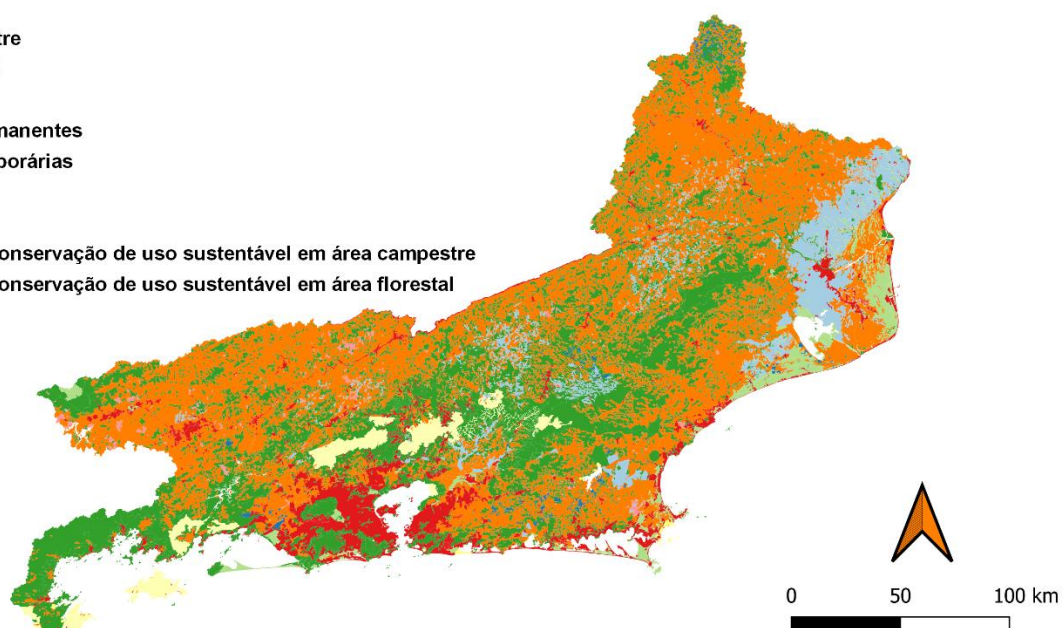 tre
manentes
porárias
onservação de uso sustentável em área campestre
onservação de uso sustentável em área florestal
0 50 100 km